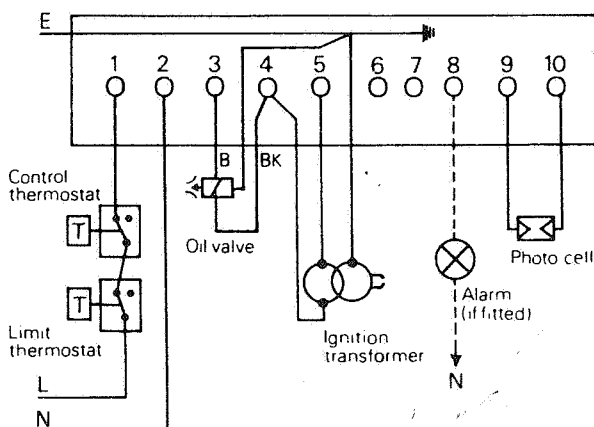 E
1 2 3 4 5 6 7 8 9 10
B BK
Control
thermostat
T
Oil valve
Photo cell
T
Alarm
(if fitted)
Limit
thermostat
Ignition
transformer
L
N
N